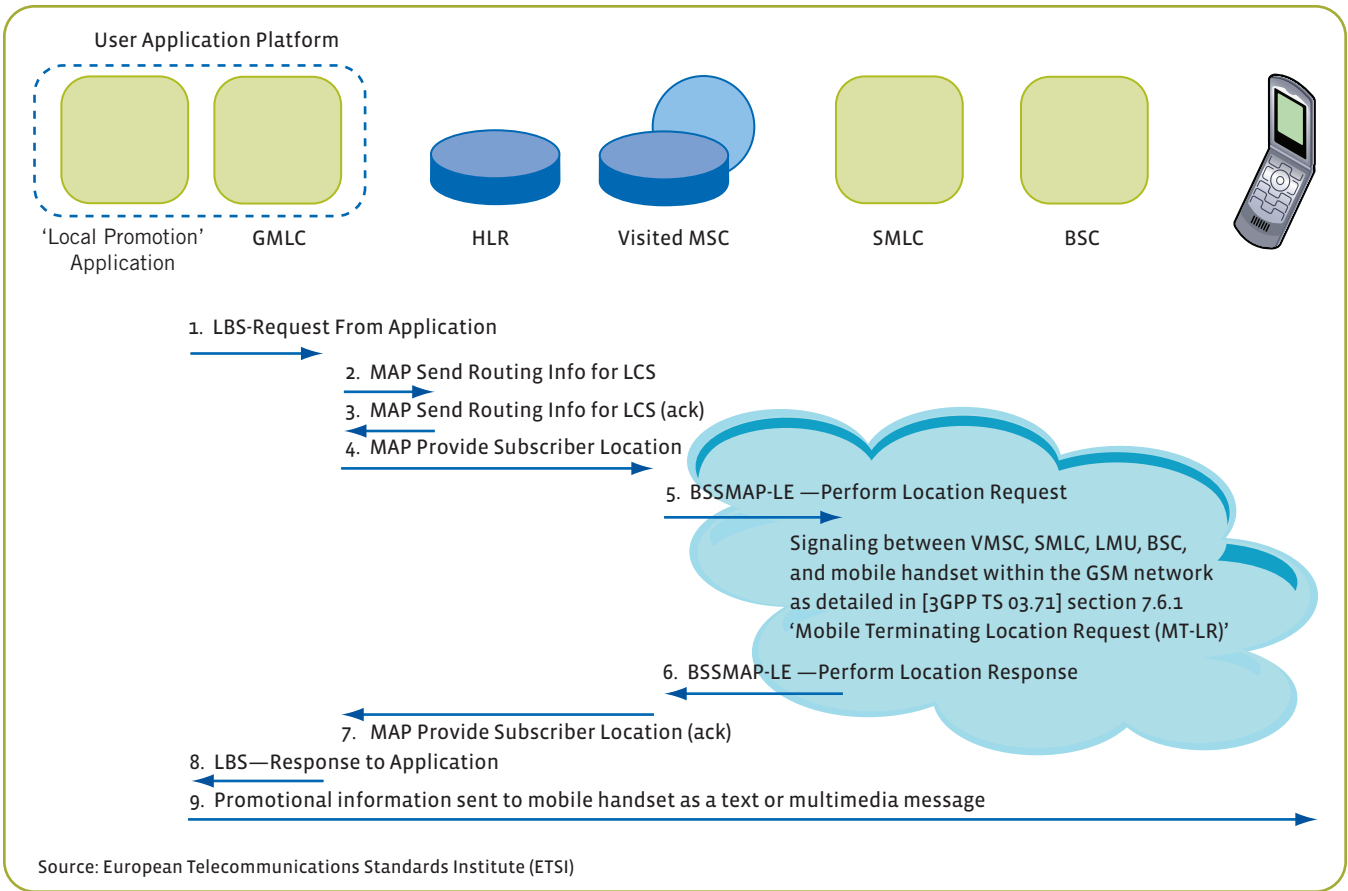 User Application Platform
'Local Promotion'
Application
GMLC
HLR
Visited MSC
SMLC
BSC
1. LBS-Request From Application
2. MAP Send Routing Info for LCS
3. MAP Send Routing Info for LCS (ack)
4. MAP Provide Subscriber Location
5. BSSMAP-LE —Perform Location Request
Signaling between VMSC, SMLC, LMU, BSC,
and mobile handset within the GSM network
as detailed in [3GPP TS 03.71] section 7.6.1
'Mobile Terminating Location Request (MT-LR)'
6. BSSMAP-LE —Perform Location Response
7. MAP Provide Subscriber Location (ack)
8. LBS—Response to Application
9. Promotional information sent to mobile handset as a text or multimedia message
Source: European Telecommunications Standards Institute (ETSI)